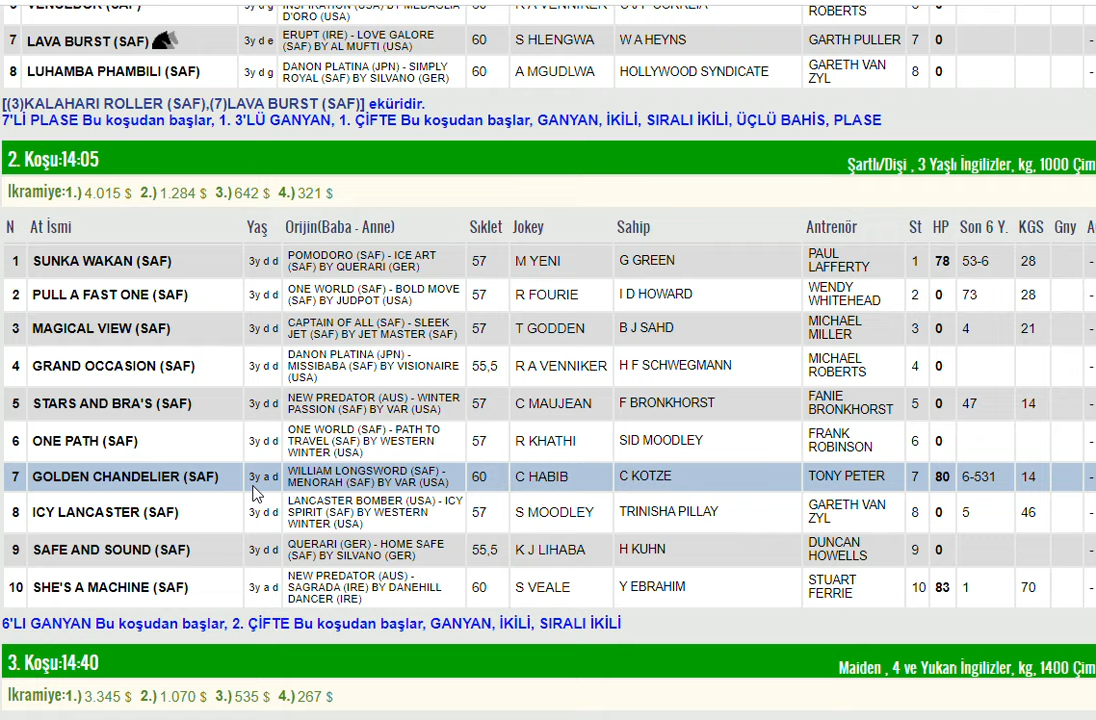 D'ORO (USA)
ROBERTS
7 LAVA BURST (SAF) 3y d e ERUPT (IRE) - LOVE GALORE (SAF) BY AL MUFTI (USA) 60 S HLENGWA W A HEYNS GARTH PULLER 7 0 -
8 LUHAMBA PHAMBILI (SAF) 3y d g DANON PLATINA (JPN) - SIMPLY ROYAL (SAF) BY SILVANO (GER) 60 A MGUDLWA HOLLYWOOD SYNDICATE GARETH VAN ZYL 8 0 -
[(3)KALAHARI ROLLER (SAF),(7)LAVA BURST (SAF)] eküridir.
7'Lİ PLASE Bu koşudan başlar, 1. 3'LÜ GANYAN, 1. ÇİFTE Bu koşudan başlar, GANYAN, İKİLİ, SIRALI İKİLİ, ÜÇLÜ BAHİS, PLASE
2. Koşu:14:05
Şartlı/Dişi , 3 Yaşlı İngilizler, kg, 1000 Çim
İkramiye:1.) 4.015 $ 2.) 1.284 $ 3.) 642 $ 4.) 321 $
N At İsmi Yaş Orijin(Baba - Anne) Sıklet Jokey Sahip Antrenör St HP Son 6 Y. KGS Gny
1 SUNKA WAKAN (SAF) 3y d d POMODORO (SAF) - ICE ART (SAF) BY QUERARI (GER) 57 M YENI G GREEN PAUL LAFFERTY 1 78 53-6 28 -
2 PULL A FAST ONE (SAF) 3y d d ONE WORLD (SAF) - BOLD MOVE (SAF) BY JUDPOT (USA) 57 R FOURIE I D HOWARD WENDY WHITEHEAD 2 0 73 28 -
3 MAGICAL VIEW (SAF) 3y d d CAPTAIN OF ALL (SAF) - SLEEK JET (SAF) BY JET MASTER (SAF) 57 T GODDEN B J SAHD MICHAEL MILLER 3 0 4 21 -
4 GRAND OCCASION (SAF) 3y d d DANON PLATINA (JPN) - MISSIBABA (SAF) BY VISIONAIRE (USA) 55,5 R A VENNIKER H F SCHWEGMANN MICHAEL ROBERTS 4 0 -
5 STARS AND BRA'S (SAF) 3y d d NEW PREDATOR (AUS) - WINTER PASSION (SAF) BY VAR (USA) 57 C MAUJEAN F BRONKHORST FANIE BRONKHORST 5 0 47 14 -
6 ONE PATH (SAF) 3y d d ONE WORLD (SAF) - PATH TO TRAVEL (SAF) BY WESTERN WINTER (USA) 57 R KHATHI SID MOODLEY FRANK ROBINSON 6 0 -
7 GOLDEN CHANDELIER (SAF) 3y a d WILLIAM LONGSWORD (SAF) - MENORAH (SAF) BY VAR (USA) 60 C HABIB C KOTZE TONY PETER 7 80 6-531 14 -
8 ICY LANCASTER (SAF) 3y d d LANCASTER BOMBER (USA) - ICY SPIRIT (SAF) BY WESTERN WINTER (USA) 57 S MOODLEY TRINISHA PILLAY GARETH VAN ZYL 8 0 5 46 -
9 SAFE AND SOUND (SAF) 3y d d QUERARI (GER) - HOME SAFE (SAF) BY SILVANO (GER) 55,5 K J LIHABA H KUHN DUNCAN HOWELLS 9 0 -
10 SHE'S A MACHINE (SAF) 3y a d NEW PREDATOR (AUS) - SAGRADA (IRE) BY DANEHILL DANCER (IRE) 60 S VEALE Y EBRAHIM STUART FERRIE 10 83 1 70 -
6'LI GANYAN Bu koşudan başlar, 2. ÇİFTE Bu koşudan başlar, GANYAN, İKİLİ, SIRALI İKİLİ
3. Koşu:14:40
Maiden , 4 ve Yukarı İngilizler, kg, 1400 Çim
İkramiye:1.) 3.345 $ 2.) 1.070 $ 3.) 535 $ 4.) 267 $